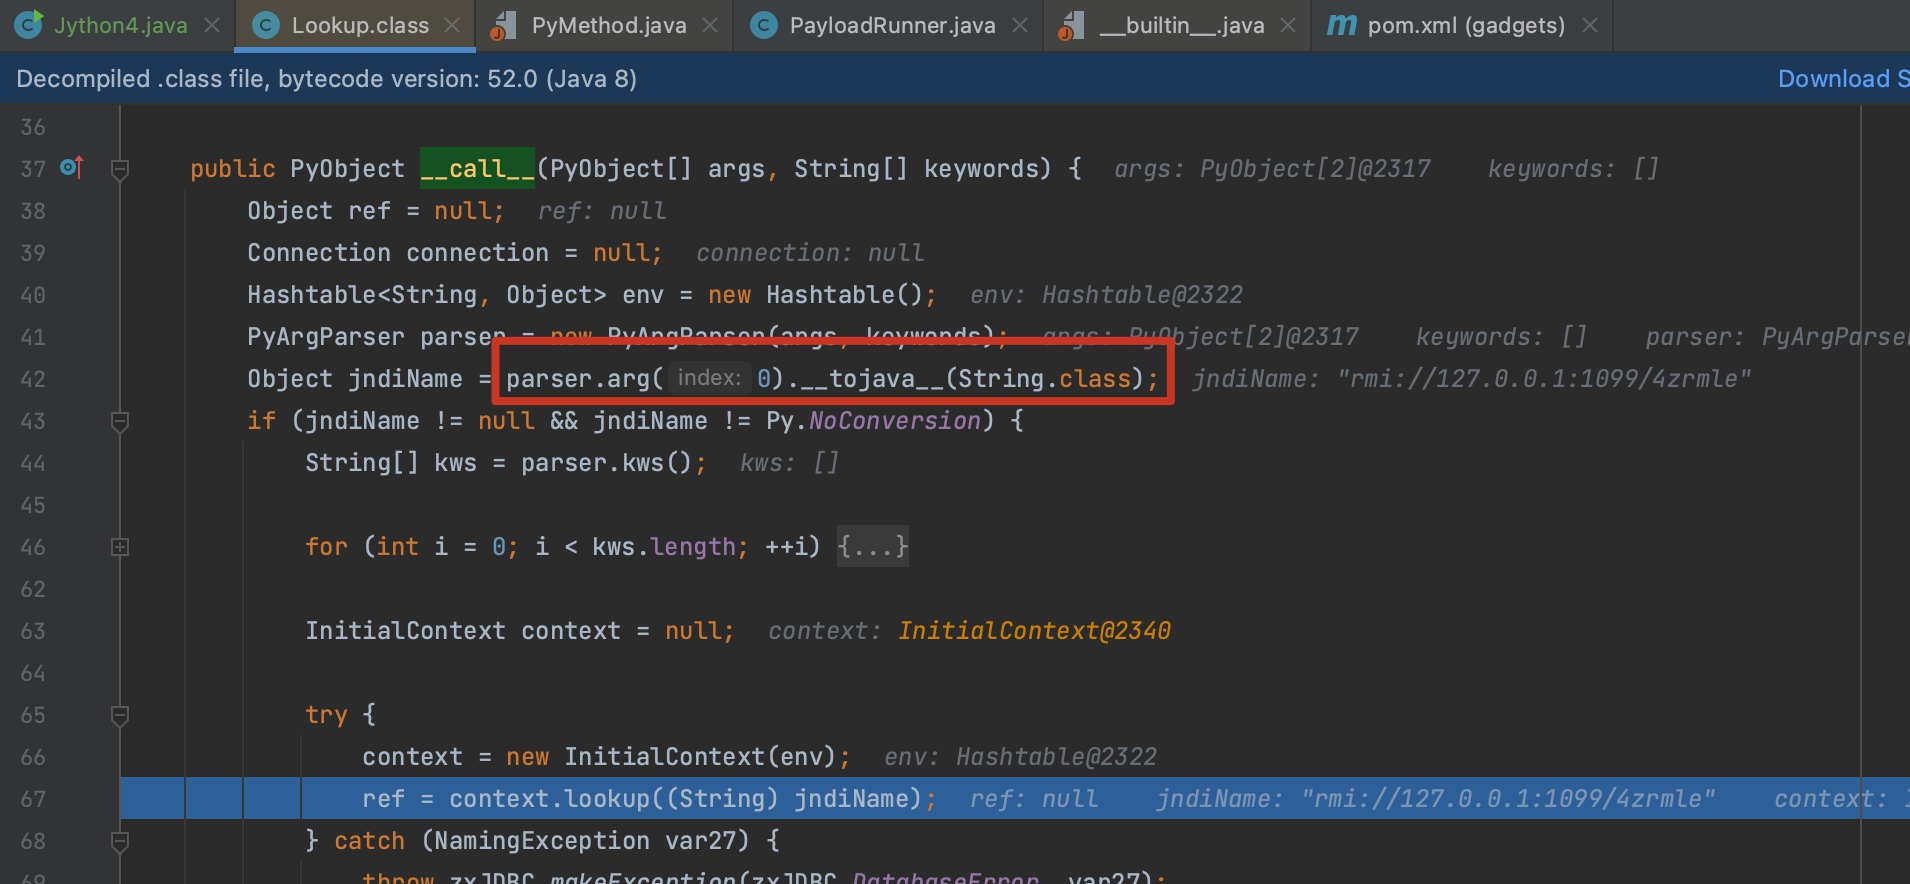 Jython4.java Lookup.class PyMethod.java PayloadRunner.java __builtin__.java pom.xml (gadgets)
Decompiled .class file, bytecode version: 52.0 (Java 8) Download S
36
37 public PyObject __call__(PyObject[] args, String[] keywords) { args: PyObject[2]@2317 keywords: []
38 Object ref = null; ref: null
39 Connection connection = null; connection: null
40 Hashtable<String, Object> env = new Hashtable(); env: Hashtable@2322
41 PyArgParser parser = new PyArgParser(args, keywords); args: PyObject[2]@2317 keywords: [] parser: PyArgParser
42 Object jndiName = parser.arg( index: 0).__tojava__(String.class); jndiName: "rmi://127.0.0.1:1099/4zrmle"
43 if (jndiName != null && jndiName != Py.NoConversion) {
44 String[] kws = parser.kws(); kws: []
45
46 for (int i = 0; i < kws.length; ++i) {...}
62
63 InitialContext context = null; context: InitialContext@2340
64
65 try {
66 context = new InitialContext(env); env: Hashtable@2322
67 ref = context.lookup((String) jndiName); ref: null jndiName: "rmi://127.0.0.1:1099/4zrmle" context:
68 } catch (NamingException var27) {
69 throw zxJDBC.makeException(zxJDBC.DatabaseError, var27);